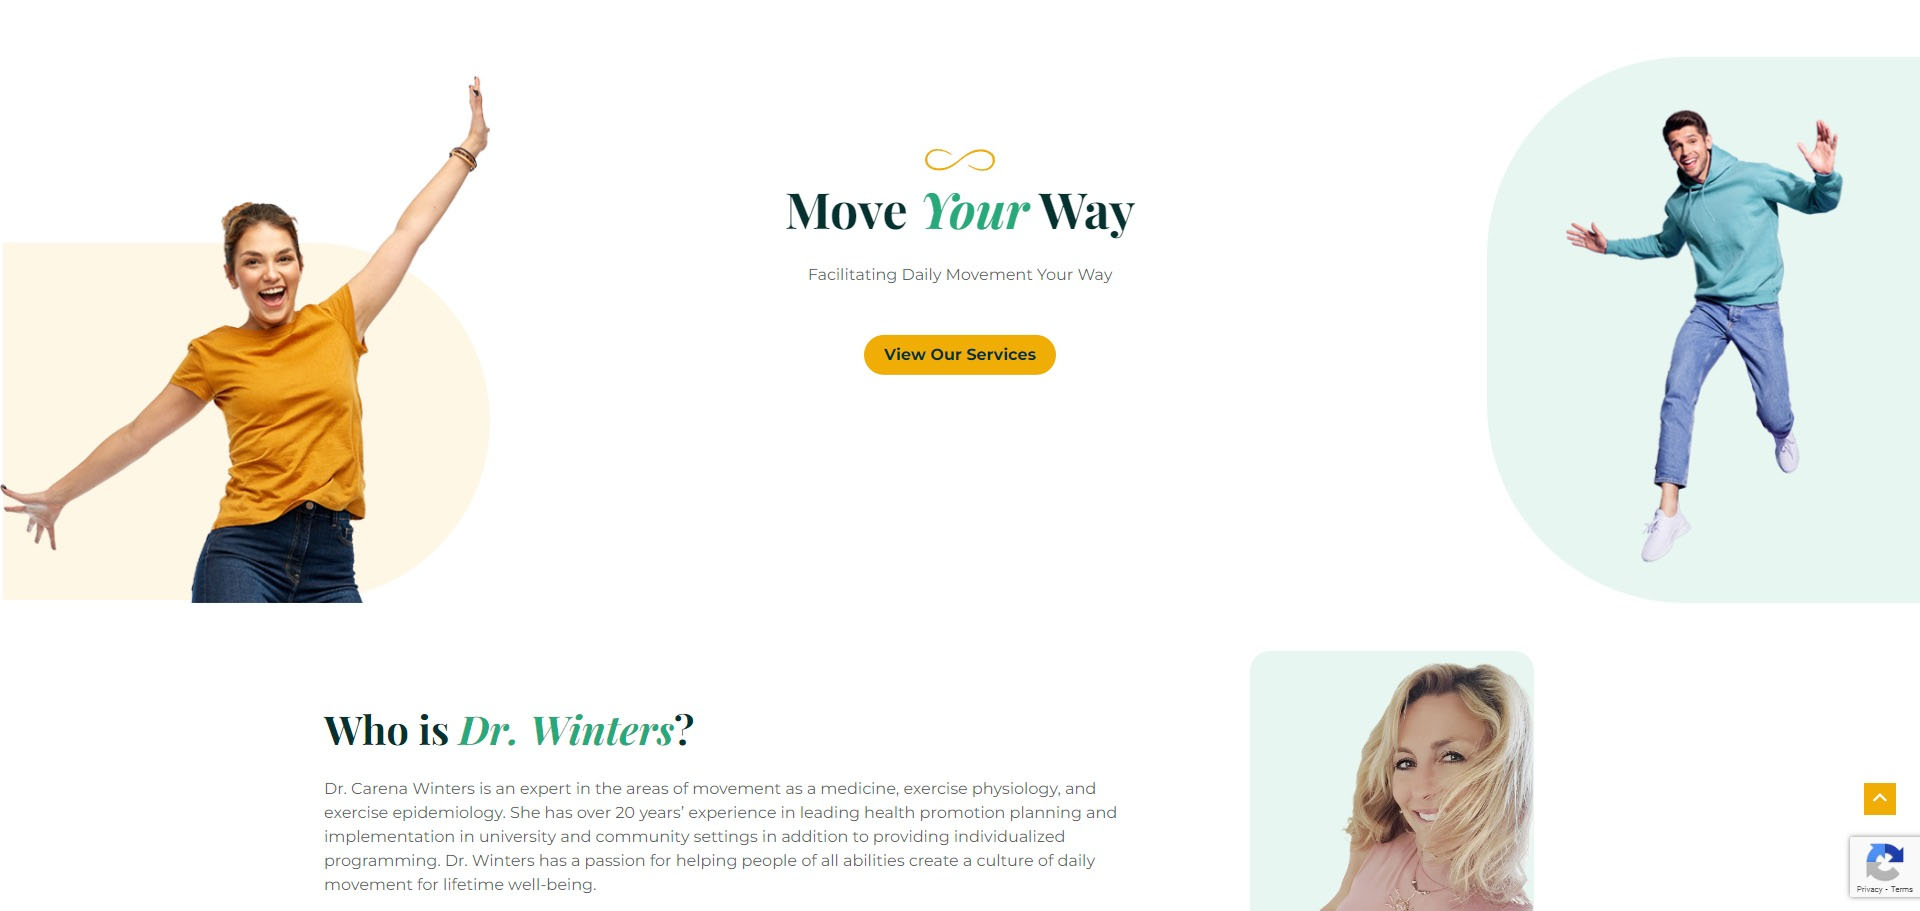 Move Your Way
Facilitating Daily Movement Your Way
View Our Services
Who is Dr. Winters?
Dr. Carena Winters is an expert in the areas of movement as a medicine, exercise physiology, and
exercise epidemiology. She has over 20 years’ experience in leading health promotion planning and
implementation in university and community settings in addition to providing individualized
programming. Dr. Winters has a passion for helping people of all abilities create a culture of daily
movement for lifetime well-being.
Privacy - Terms